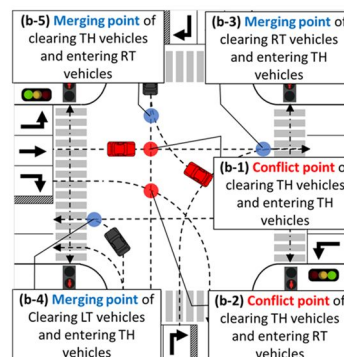 (b-5) Merging point of
clearing TH vehicles
and entering RT
vehicles
(b-3) Merging point of
clearing RT vehicles
and entering TH
vehicles
(b-1) Conflict point of
clearing TH vehicles
and entering TH
vehicles
(b-4) Merging point of
Clearing LT vehicles
and entering TH
vehicles
(b-2) Conflict point of
clearing TH vehicles
and entering RT
vehicles